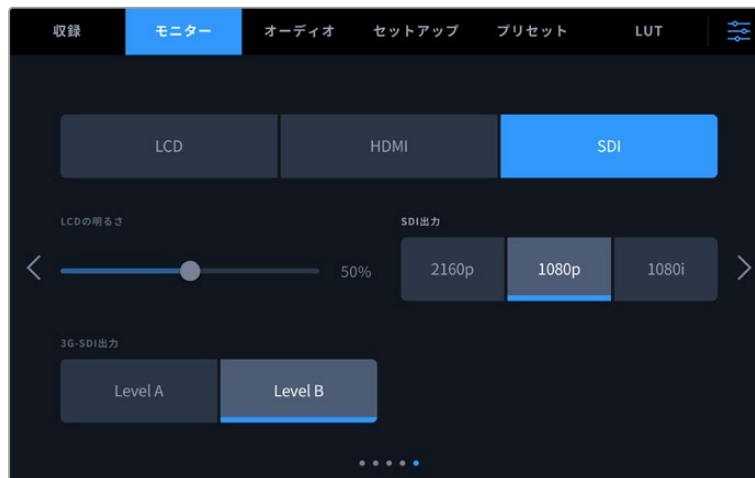 収録 モニター オーディオ セットアップ プリセット LUT
LCD HDMI SDI
LCDの明るさ SDI出力
50% 2160p 1080p 1080i
3G-SDI出力
Level A Level B